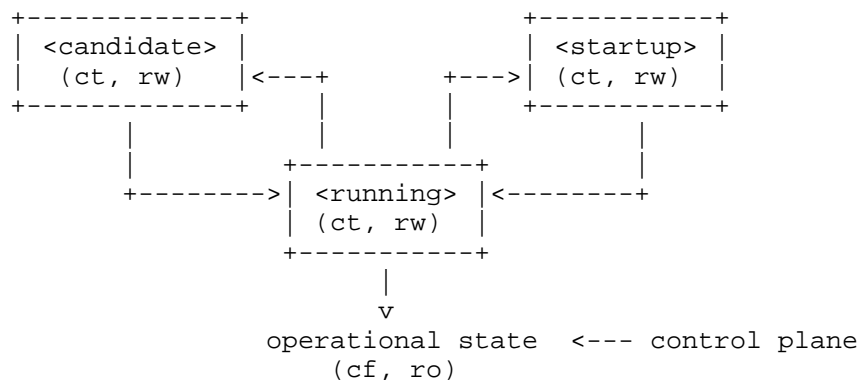 <candidate> <startup>
(ct, rw) <---+ +---> (ct, rw)
+--------> <running> <--------+
(ct, rw)
v
operational state <--- control plane
(cf, ro)